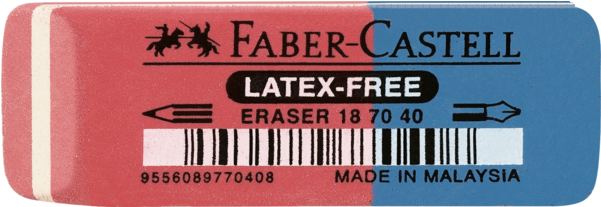 FABER-CASTELL
LATEX-FREE
ERASER 18 70 40
9556089770408 MADE IN MALAYSIA